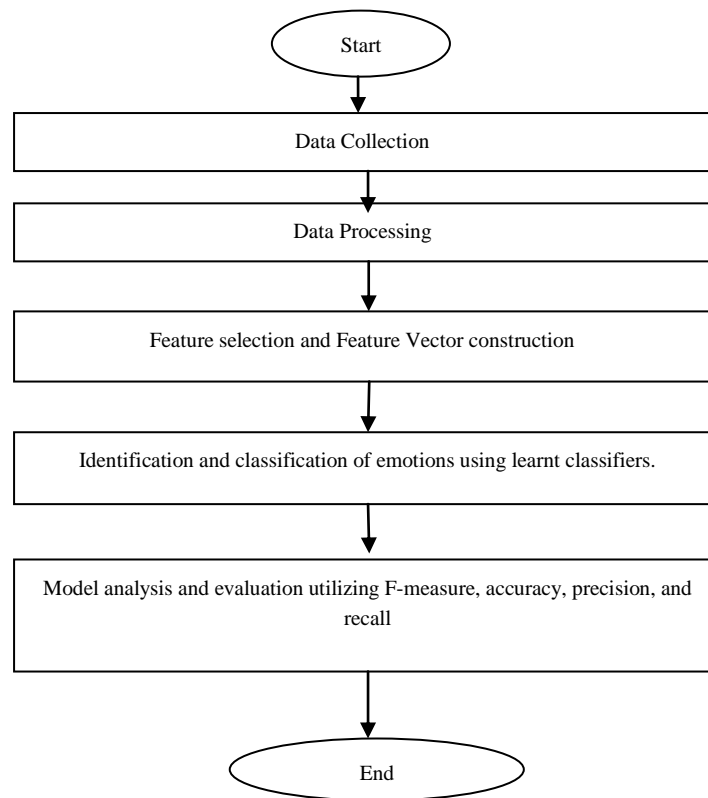 Start
Data Collection
Data Processing
Feature selection and Feature Vector construction
Identification and classification of emotions using learnt classifiers.
Model analysis and evaluation utilizing F-measure, accuracy, precision, and
recall
End